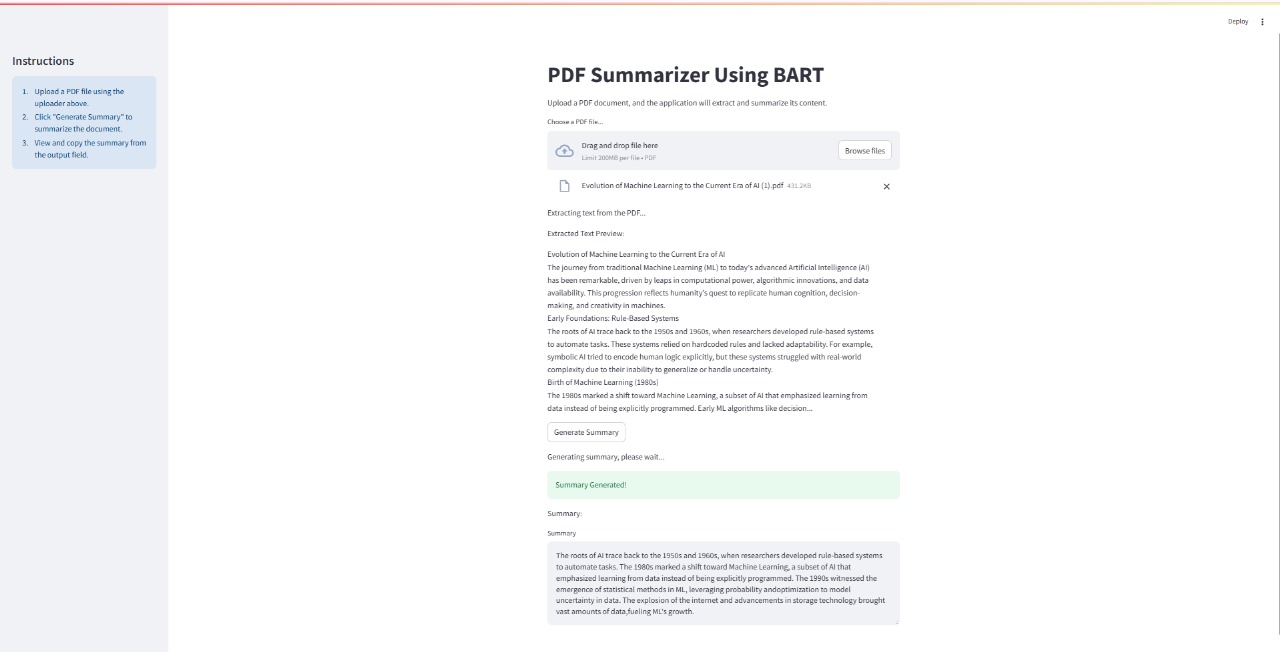 Deploy
Instructions
1. Upload a PDF file using the
uploader above.
2. Click "Generate Summary" to
summarize the document.
3. View and copy the summary from
the output field.
PDF Summarizer Using BART
Upload a PDF document, and the application will extract and summarize its content.
Choose a PDF file...
Drag and drop file here
Limit 200MB per file • PDF
Browse files
Evolution of Machine Learning to the Current Era of AI (1).pdf 431.2KB
Extracting text from the PDF...
Extracted Text Preview:
Evolution of Machine Learning to the Current Era of AI
The journey from traditional Machine Learning (ML) to today's advanced Artificial Intelligence (AI)
has been remarkable, driven by leaps in computational power, algorithmic innovations, and data
availability. This progression reflects humanity's quest to replicate human cognition, decision-
making, and creativity in machines.
Early Foundations: Rule-Based Systems
The roots of AI trace back to the 1950s and 1960s, when researchers developed rule-based systems
to automate tasks. These systems relied on hardcoded rules and lacked adaptability. For example,
symbolic AI tried to encode human logic explicitly, but these systems struggled with real-world
complexity due to their inability to generalize or handle uncertainty.
Birth of Machine Learning (1980s)
The 1980s marked a shift toward Machine Learning, a subset of AI that emphasized learning from
data instead of being explicitly programmed. Early ML algorithms like decision...
Generate Summary
Generating summary, please wait...
Summary Generated!
Summary:
Summary
The roots of AI trace back to the 1950s and 1960s, when researchers developed rule-based systems
to automate tasks. The 1980s marked a shift toward Machine Learning, a subset of AI that
emphasized learning from data instead of being explicitly programmed. The 1990s witnessed the
emergence of statistical methods in ML, leveraging probability andoptimization to model
uncertainty in data. The explosion of the internet and advancements in storage technology brought
vast amounts of data,fueling ML's growth.